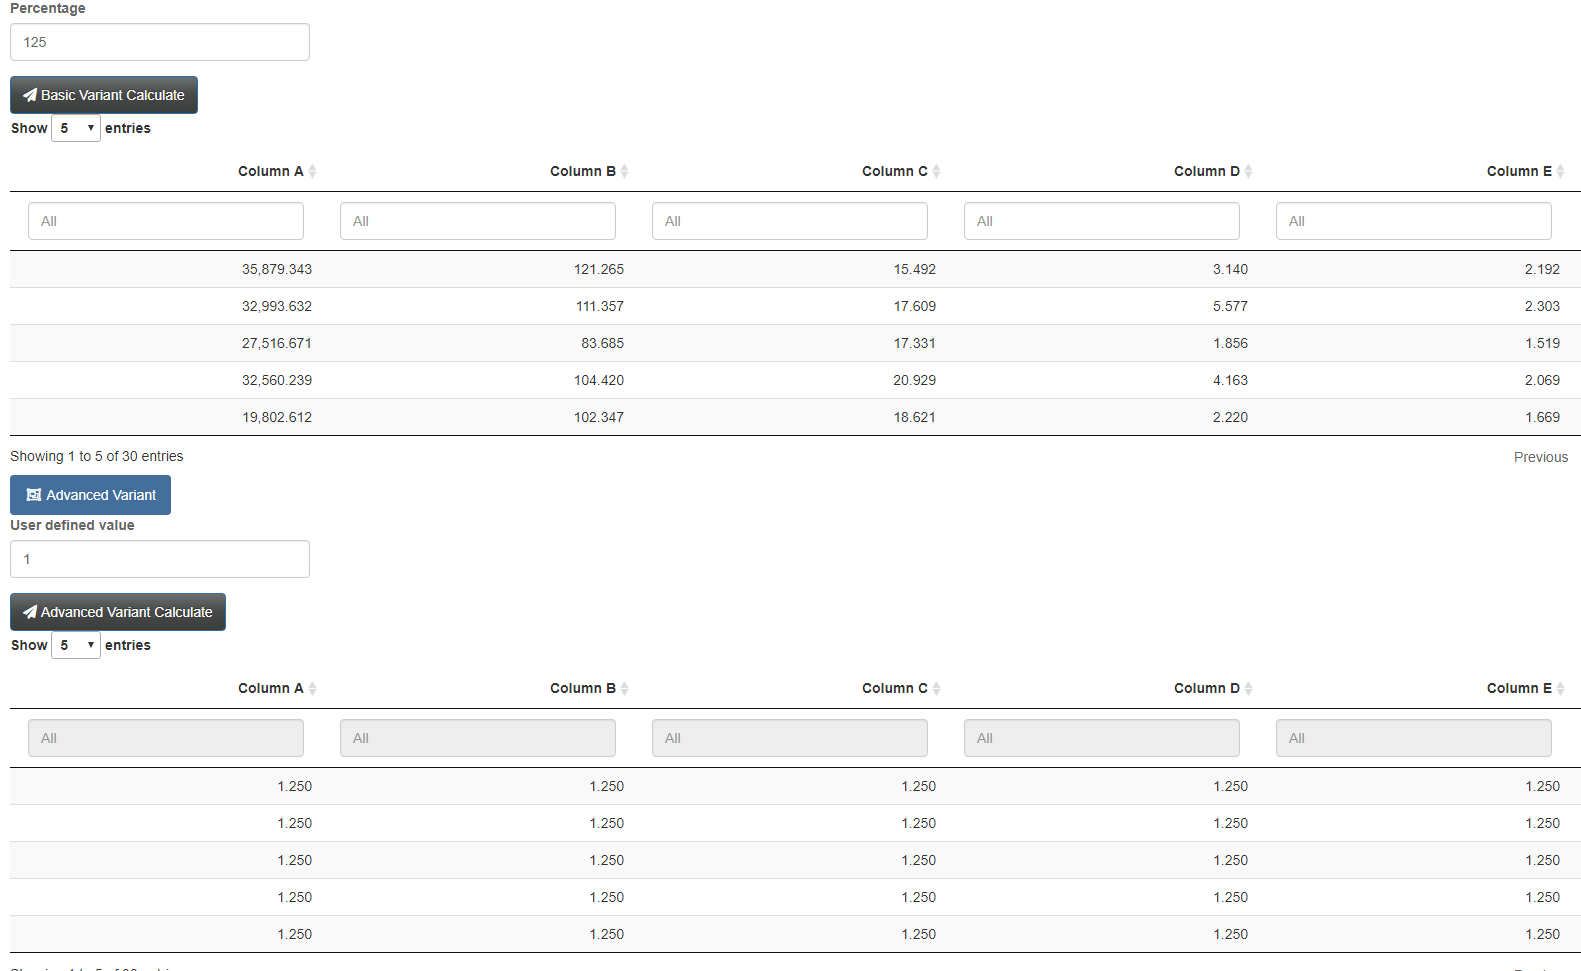 Percentage
125
Basic Variant Calculate
Show 5 entries
Column A Column B Column C Column D Column E
All All All All All
35,879.343 121.265 15.492 3.140 2.192
32,993.632 111.357 17.609 5.577 2.303
27,516.671 83.685 17.331 1.856 1.519
32,560.239 104.420 20.929 4.163 2.069
19,802.612 102.347 18.621 2.220 1.669
Showing 1 to 5 of 30 entries Previous
Advanced Variant
User defined value
1
Advanced Variant Calculate
Show 5 entries
Column A Column B Column C Column D Column E
All All All All All
1.250 1.250 1.250 1.250 1.250
1.250 1.250 1.250 1.250 1.250
1.250 1.250 1.250 1.250 1.250
1.250 1.250 1.250 1.250 1.250
1.250 1.250 1.250 1.250 1.250